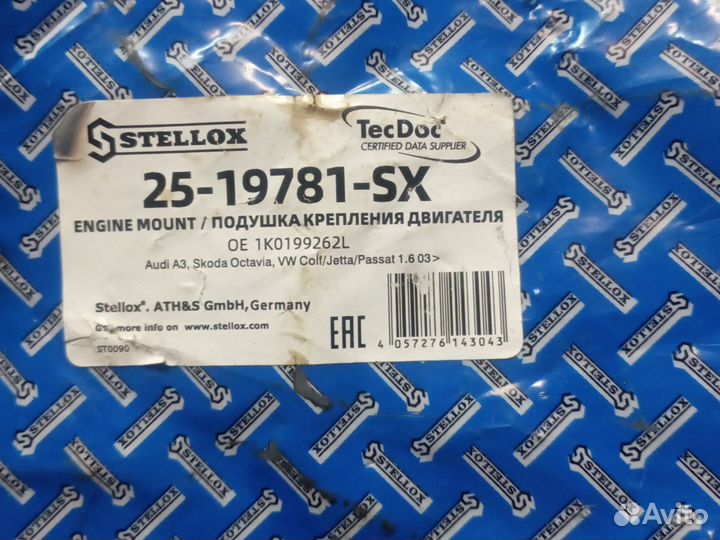 STELLOX
TecDoc
CERTIFIED DATA SUPPLIER
25-19781-SX
ENGINE MOUNT / ПОДУШКА КРЕПЛЕНИЯ ДВИГАТЕЛЯ
OE 1K0199262L
Audi A3, Skoda Octavia, VW Colf/Jetta/Passat 1.6 03>
Stellox®. ATH&S GmbH, Germany
more info on www.stellox.com
ST0090
EAC
4 057276 143043
Avito